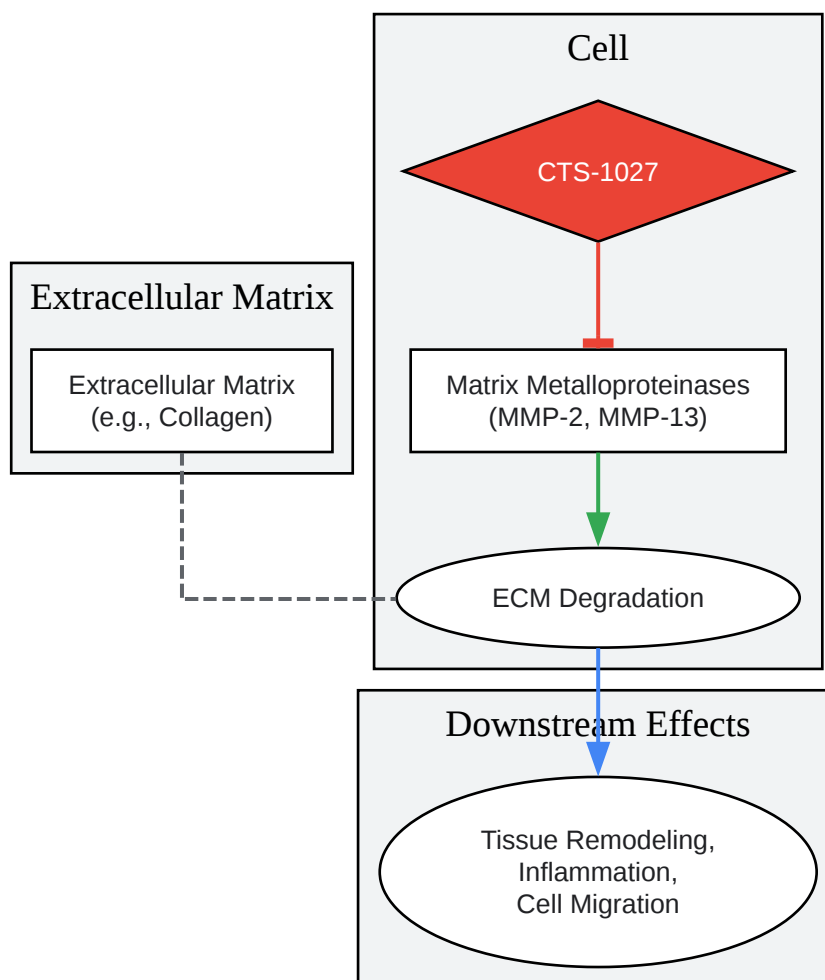 Cell
CTS-1027
Extracellular Matrix
Extracellular Matrix
(e.g., Collagen)
Matrix Metalloproteinases
(MMP-2, MMP-13)
ECM Degradation
Downstream Effects
Tissue Remodeling,
Inflammation,
Cell Migration